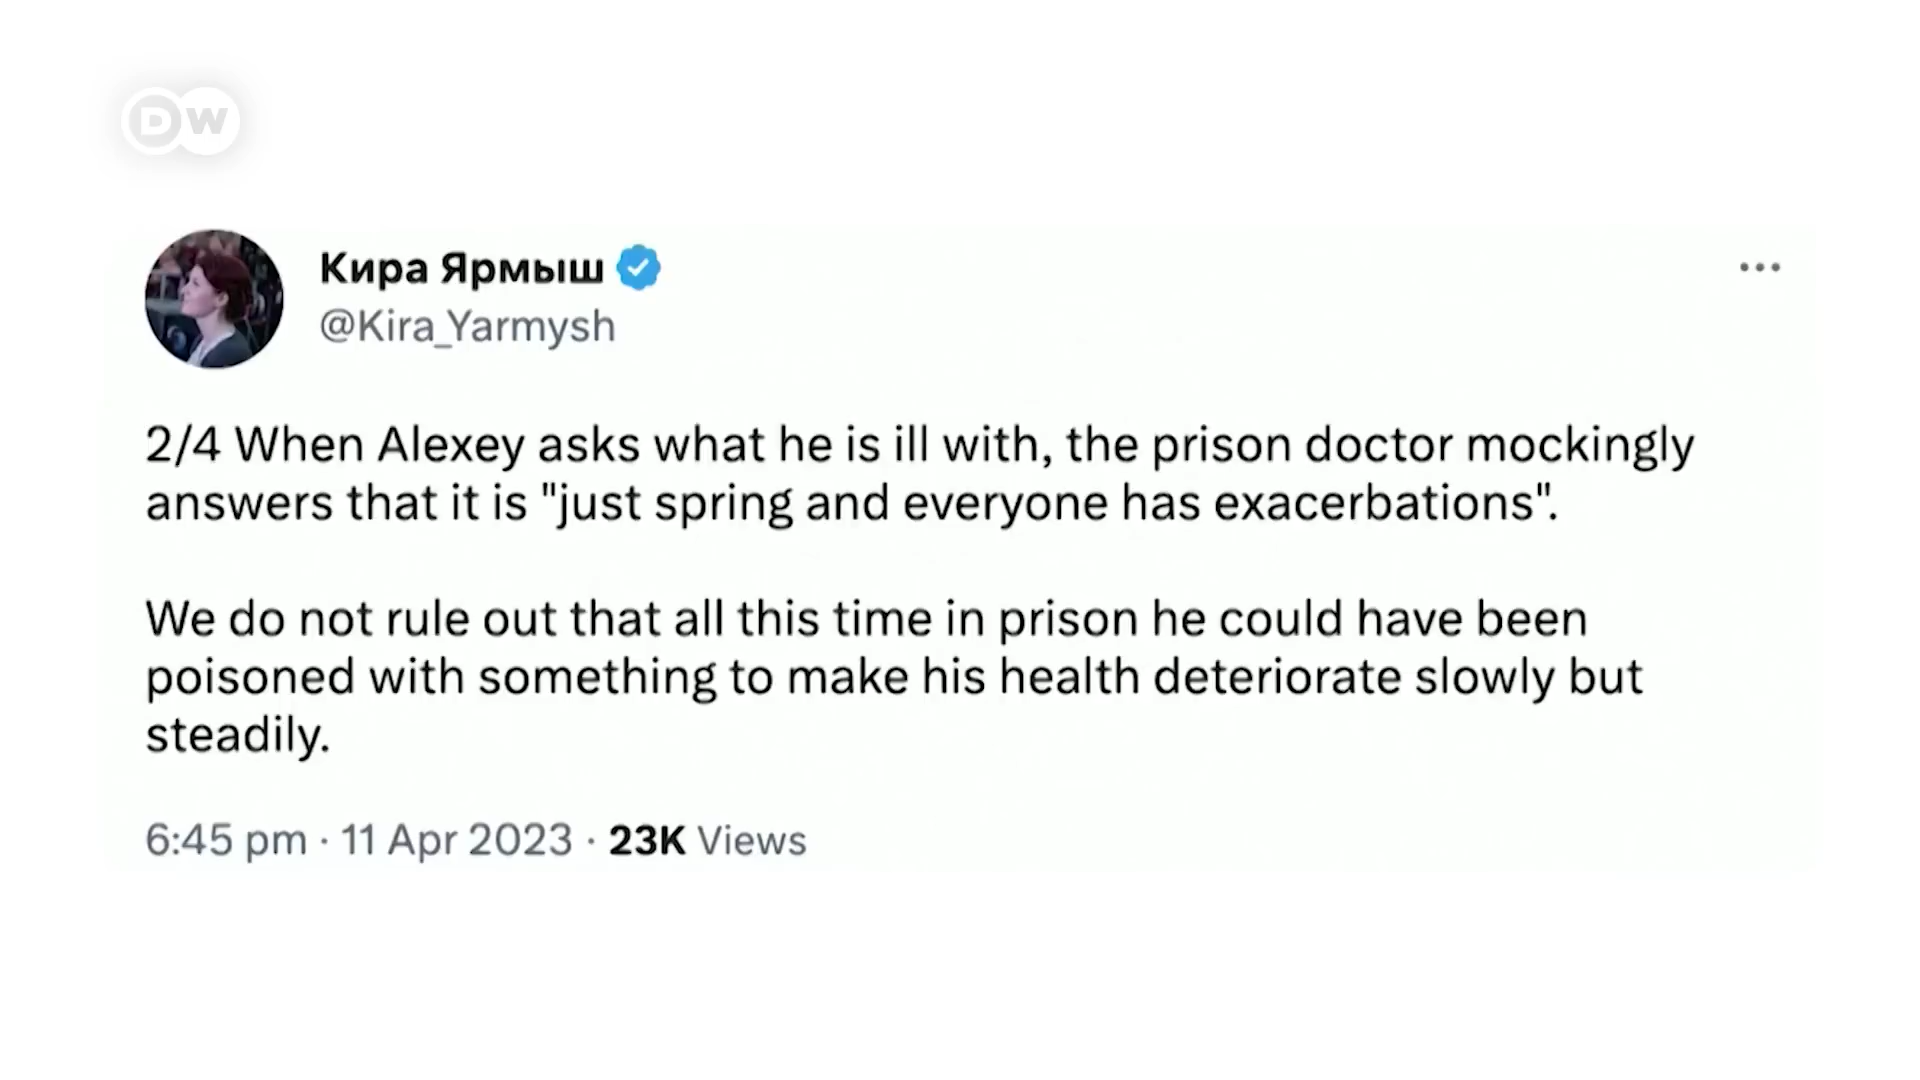 DW
Кира Ярмыш
@Kira_Yarmysh
2/4 When Alexey asks what he is ill with, the prison doctor mockingly
answers that it is "just spring and everyone has exacerbations".
We do not rule out that all this time in prison he could have been
poisoned with something to make his health deteriorate slowly but
steadily.
6:45 pm · 11 Apr 2023 · 23K Views